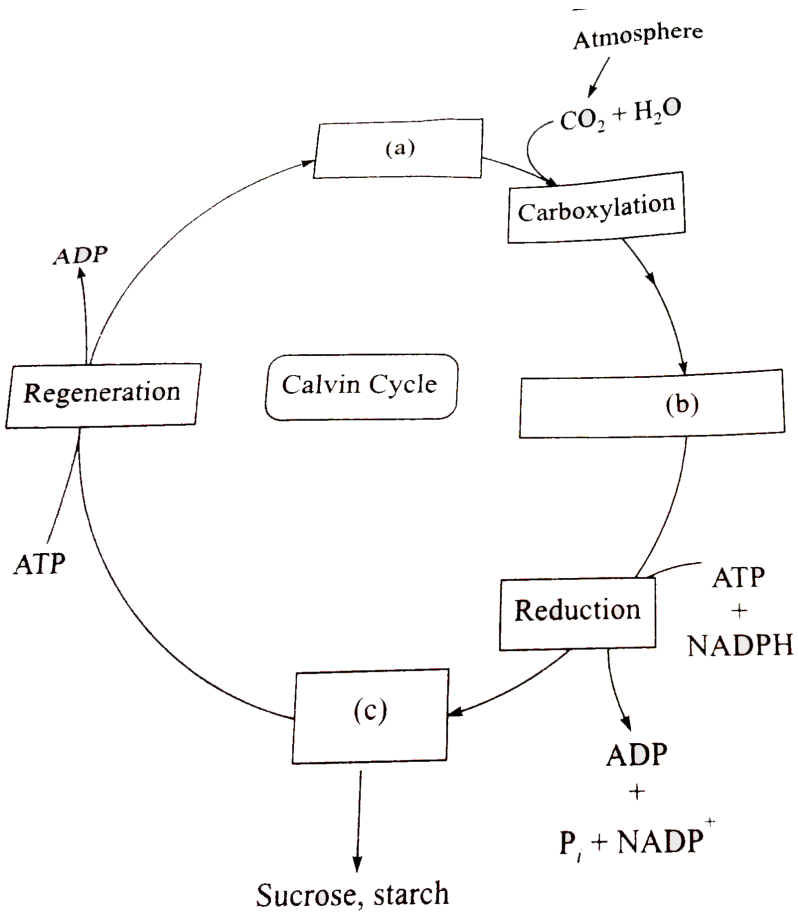 Atmosphere
CO₂ + H₂O
(a)
Carboxylation
ADP
Regeneration
Calvin Cycle
(b)
ATP
Reduction
ATP
+
NADPH
(c)
ADP
+
Pᵢ + NADP⁺
Sucrose, starch